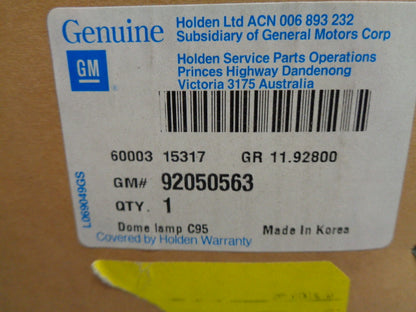 Genuine
Holden Ltd ACN 006 893 232
Subsidiary of General Motors Corp
GM
Holden Service Parts Operations
Princes Highway Dandenong
Victoria 3175 Australia
60003 15317 GR 11.92800
GM# 92050563
QTY. 1
L069049GS
Dome lamp C95 Made In Korea
Covered by Holden Warranty